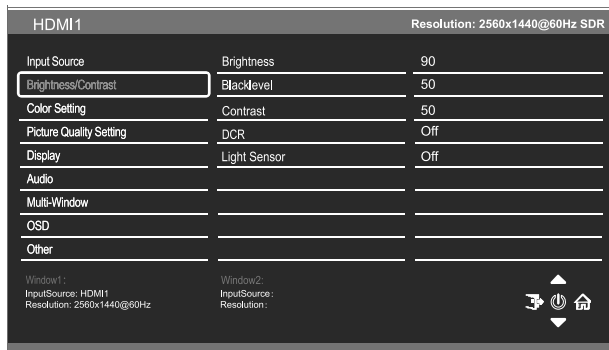 HDMI1 Resolution: 2560x1440@60Hz SDR
Input Source Brightness 90
Brightness/Contrast Blacklevel 50
Color Setting Contrast 50
Picture Quality Setting DCR Off
Display Light Sensor Off
Audio
Multi-Window
OSD
Other
Window1: Window2:
InputSource: HDMI1 InputSource:
Resolution: 2560x1440@60Hz Resolution: